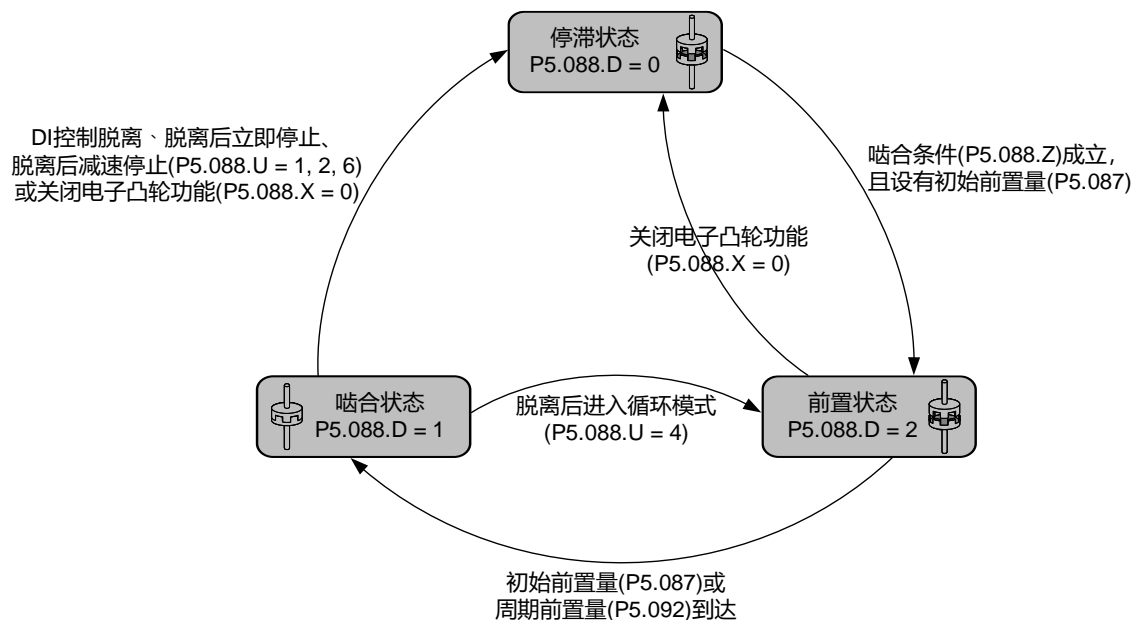 停滞状态
P5.088.D = 0
DI控制脱离、脱离后立即停止、
脱离后减速停止(P5.088.U = 1, 2, 6)
或关闭电子凸轮功能(P5.088.X = 0)
啮合条件(P5.088.Z)成立，
且设有初始前置量(P5.087)
关闭电子凸轮功能
(P5.088.X = 0)
啮合状态
P5.088.D = 1
脱离后进入循环模式
(P5.088.U = 4)
前置状态
P5.088.D = 2
初始前置量(P5.087)或
周期前置量(P5.092)到达